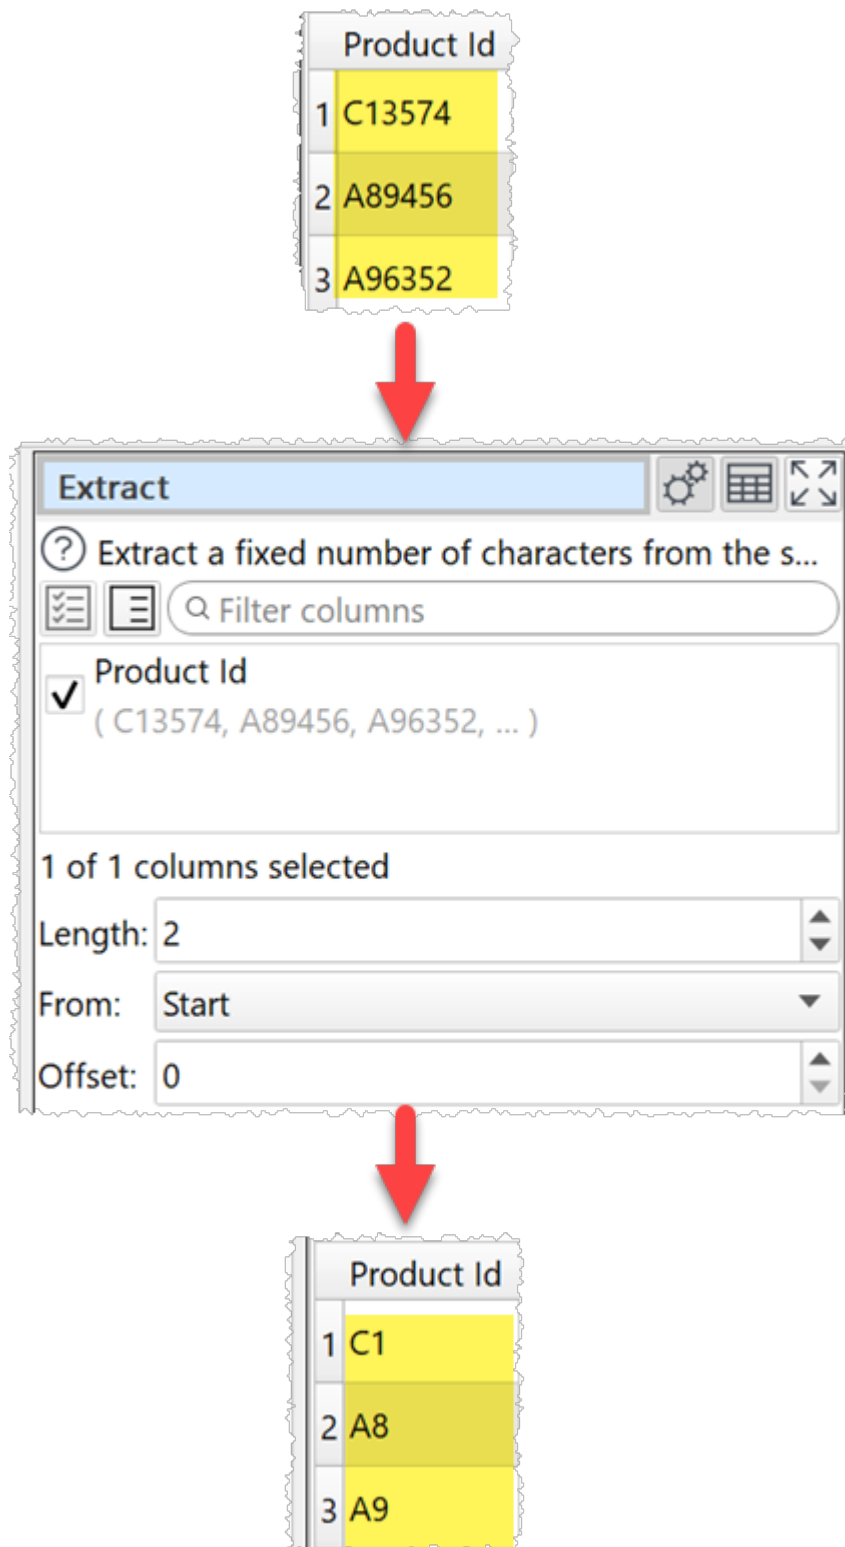 Product Id
1 C13574
2 A89456
3 A96352
Extract
? Extract a fixed number of characters from the s...
Filter columns
Product Id
( C13574, A89456, A96352, ... )
1 of 1 columns selected
Length: 2
From: Start
Offset: 0
Product Id
1 C1
2 A8
3 A9